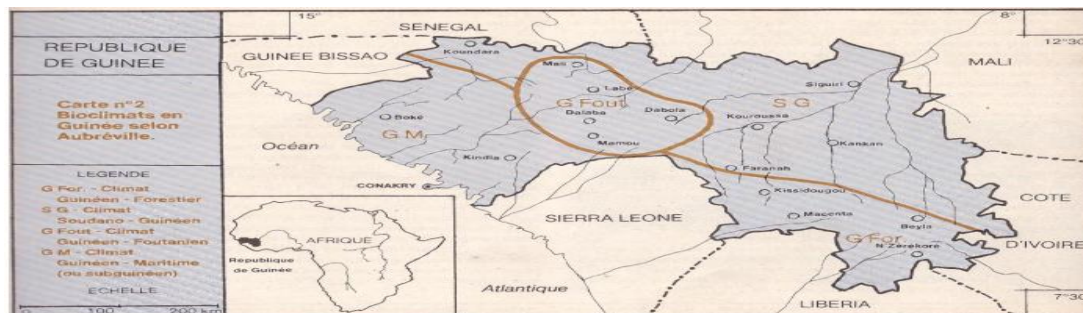 REPUBLIQUE
DE GUINEE
Carte n°2
Bioclimats en
Guinée selon
Aubréville.
LEGENDE
G For. - Climat
Guinéen - Forestier
S G - Climat
Soudano - Guinéen
G Fout - Climat
Guinéen - Foutanien
G M - Climat
Guinéen - Maritime
(ou subguinéen)
ECHELLE
0 100 200 km
15° 8°
SENEGAL
12°30
GUINEE BISSAO
Koundara
MALI
Mali
Siguiri
Labé
G Fout
S G
Boké
Dalaba
Dabola
Kouroussa
G M
Mamou
Kankan
Océan
Kindia
Faranah
CONAKRY
Kissidougou
COTE
SIERRA LEONE
Macenta
Beyla
AFRIQUE
G For
D'IVOIRE
N'Zérékoré
République
de Guinée
Atlantique
LIBERIA
7°30